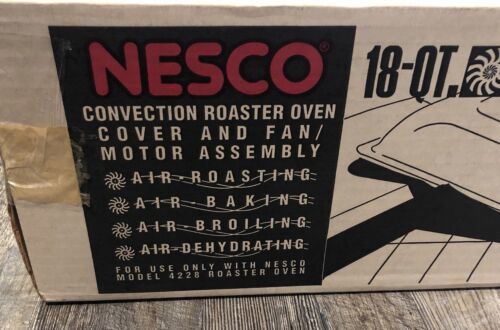 NESCO®
CONVECTION ROASTER OVEN
COVER AND FAN/
MOTOR ASSEMBLY
AIR-ROASTING
AIR-BAKING
AIR BROILING
AIR-DEHYDRATING
FOR USE ONLY WITH NESCO
MODEL 4228 ROASTER OVEN
18-QT.